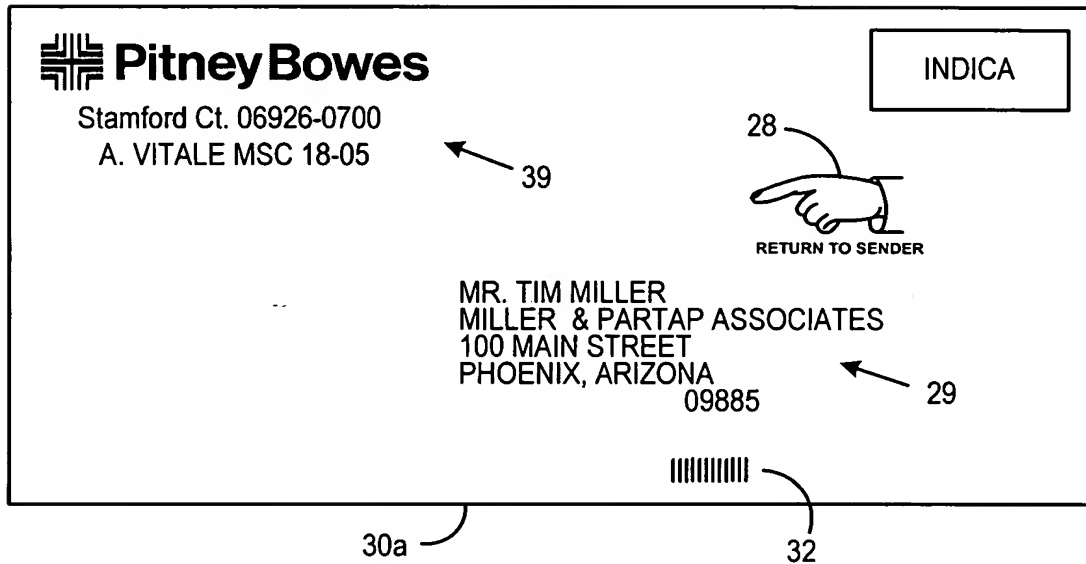 Pitney Bowes
INDICA
Stamford Ct. 06926-0700
A. VITALE MSC 18-05
28
39
RETURN TO SENDER
MR. TIM MILLER
MILLER & PARTAP ASSOCIATES
100 MAIN STREET
PHOENIX, ARIZONA
09885
29
30a
32